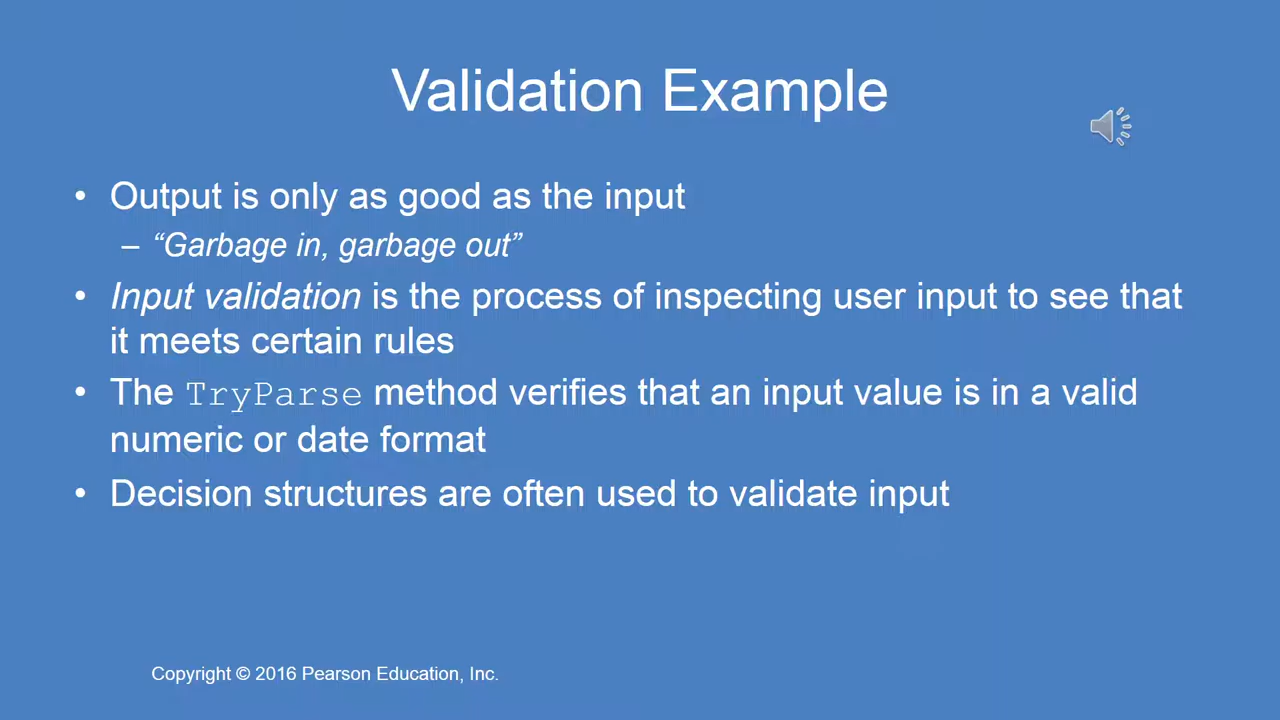 Validation Example
• Output is only as good as the input
– “Garbage in, garbage out”
• Input validation is the process of inspecting user input to see that
it meets certain rules
• The TryParse method verifies that an input value is in a valid
numeric or date format
• Decision structures are often used to validate input
Copyright © 2016 Pearson Education, Inc.